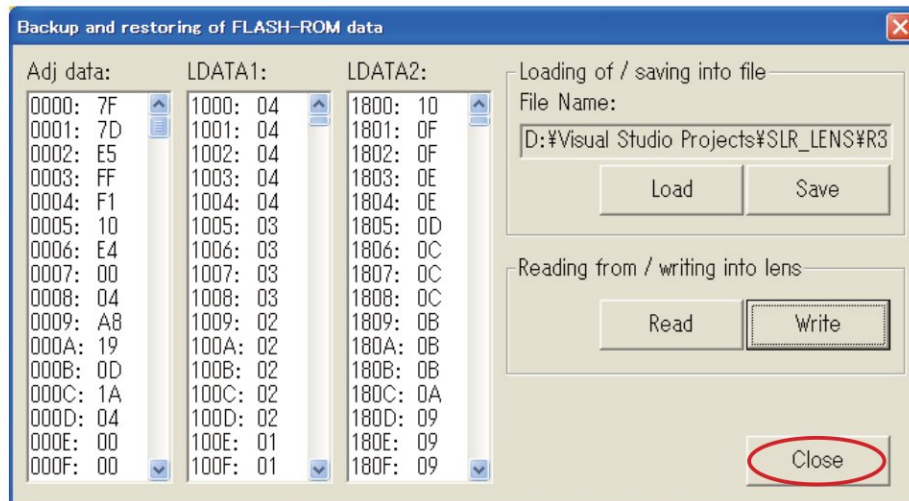 Backup and restoring of FLASH-ROM data
Adj data:
0000: 7F
0001: 7D
0002: E5
0003: FF
0004: F1
0005: 10
0006: E4
0007: 00
0008: 04
0009: A8
000A: 19
000B: 0D
000C: 1A
000D: 04
000E: 00
000F: 00
LDATA1:
1000: 04
1001: 04
1002: 04
1003: 04
1004: 04
1005: 03
1006: 03
1007: 03
1008: 03
1009: 02
100A: 02
100B: 02
100C: 02
100D: 02
100E: 01
100F: 01
LDATA2:
1800: 10
1801: 0F
1802: 0F
1803: 0E
1804: 0E
1805: 0D
1806: 0C
1807: 0C
1808: 0C
1809: 0B
180A: 0B
180B: 0B
180C: 0A
180D: 09
180E: 09
180F: 09
Loading of / saving into file
File Name:
D:¥Visual Studio Projects¥SLR_LENS¥R3
Load
Save
Reading from / writing into lens
Read
Write
Close